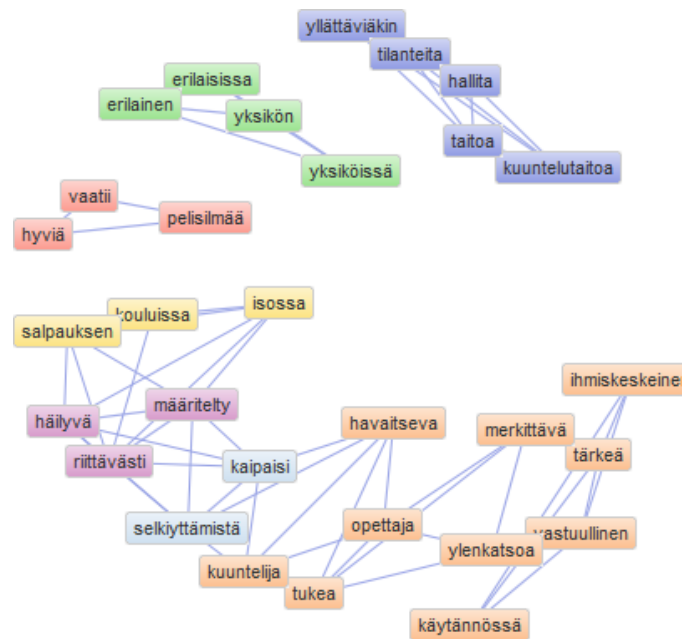 yllättäviäkin
tilanteita
hallita
erilaisissa
erilainen
yksikön
taitoa
kuuntelutaitoa
yksiköissä
vaatii
pelisilmää
hyviä
isossa
kouluissa
salpauksen
ihmiskeskeinen
määritelty
häilyvä
havaitseva
merkittävä
tärkeä
riittävästi
kaipaisi
selkiyttämistä
opettaja
vastuullinen
ylenkatsoa
kuuntelija
tukea
käytännössä